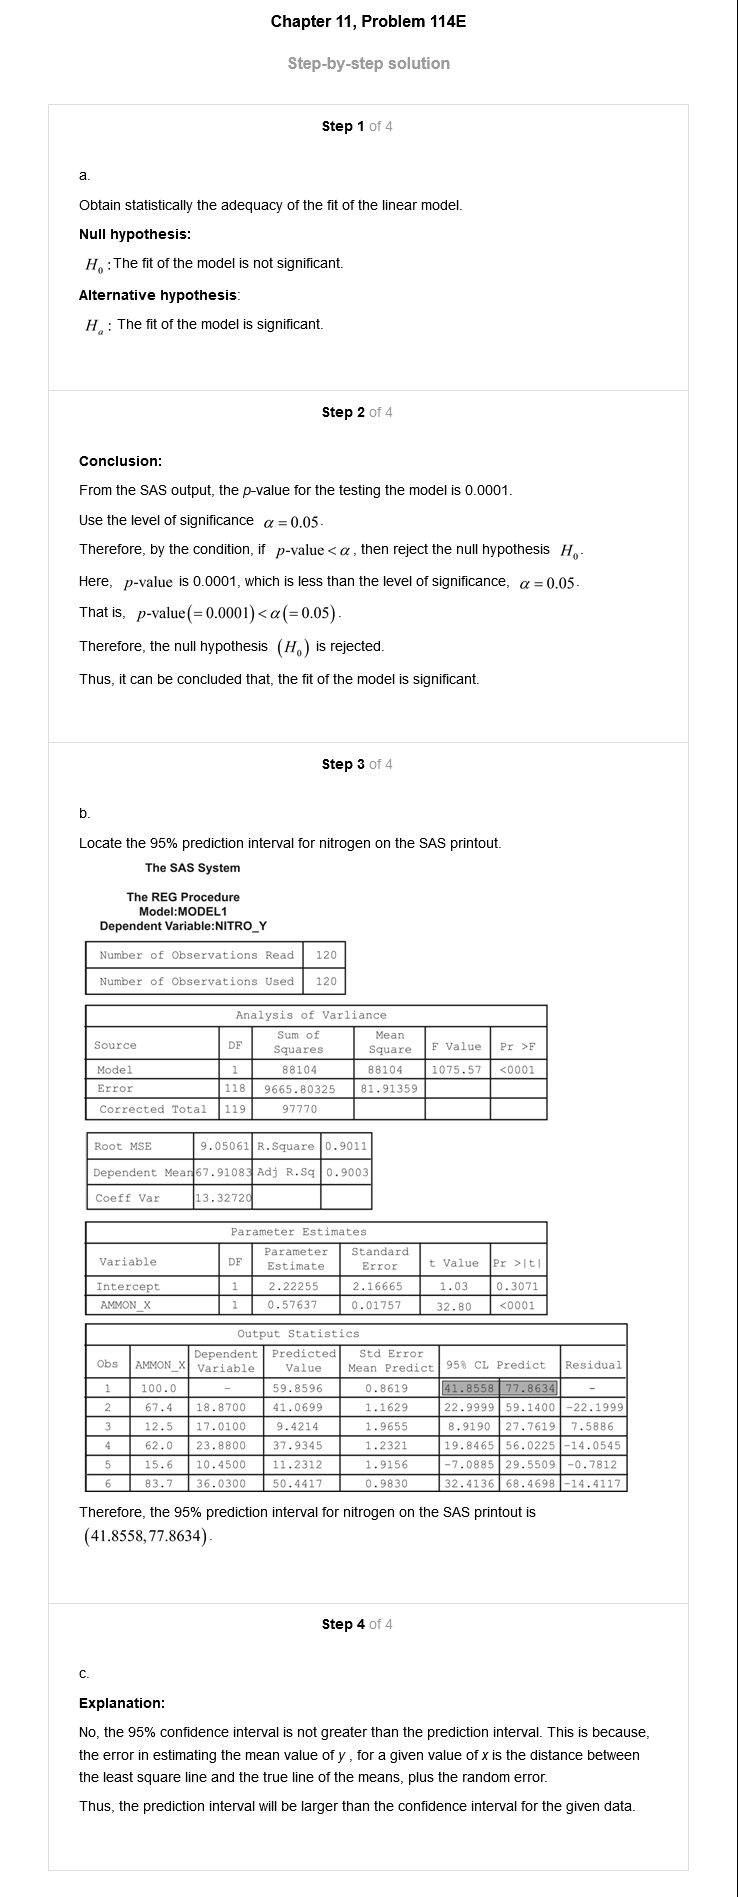 Chapter 11, Problem 114E
Step-by-step solution
Step 1 of 4
a.
Obtain statistically the adequacy of the fit of the linear model.
Null hypothesis:
H₀ : The fit of the model is not significant.
Alternative hypothesis:
Hₐ : The fit of the model is significant.
Step 2 of 4
Conclusion:
From the SAS output, the p-value for the testing the model is 0.0001.
Use the level of significance α = 0.05.
Therefore, by the condition, if p-value < α, then reject the null hypothesis H₀.
Here, p-value is 0.0001, which is less than the level of significance, α = 0.05.
That is, p-value(= 0.0001) < α(= 0.05).
Therefore, the null hypothesis (H₀) is rejected.
Thus, it can be concluded that, the fit of the model is significant.
Step 3 of 4
b.
Locate the 95% prediction interval for nitrogen on the SAS printout.
The SAS System
The REG Procedure
Model:MODEL1
Dependent Variable:NITRO_Y
Number of Observations Read 120
Number of Observations Used 120
Analysis of Varliance
Source DF Sum of Squares Mean Square F Value Pr >F
Model 1 88104 88104 1075.57 <0001
Error 118 9665.80325 81.91359
Corrected Total 119 97770
Root MSE 9.05061 R.Square 0.9011
Dependent Mean 67.91083 Adj R.Sq 0.9003
Coeff Var 13.32720
Parameter Estimates
Variable DF Parameter Estimate Standard Error t Value Pr >|t|
Intercept 1 2.22255 2.16665 1.03 0.3071
AMMON_X 1 0.57637 0.01757 32.80 <0001
Output Statistics
Obs AMMON_X Dependent Variable Predicted Value Std Error Mean Predict 95% CL Predict Residual
1 100.0 - 59.8596 0.8619 41.8558 77.8634 -
2 67.4 18.8700 41.0699 1.1629 22.9999 59.1400 -22.1999
3 12.5 17.0100 9.4214 1.9655 8.9190 27.7619 7.5886
4 62.0 23.8800 37.9345 1.2321 19.8465 56.0225 -14.0545
5 15.6 10.4500 11.2312 1.9156 -7.0885 29.5509 -0.7812
6 83.7 36.0300 50.4417 0.9830 32.4136 68.4698 -14.4117
Therefore, the 95% prediction interval for nitrogen on the SAS printout is
(41.8558, 77.8634).
Step 4 of 4
c.
Explanation:
No, the 95% confidence interval is not greater than the prediction interval. This is because,
the error in estimating the mean value of y , for a given value of x is the distance between
the least square line and the true line of the means, plus the random error.
Thus, the prediction interval will be larger than the confidence interval for the given data.